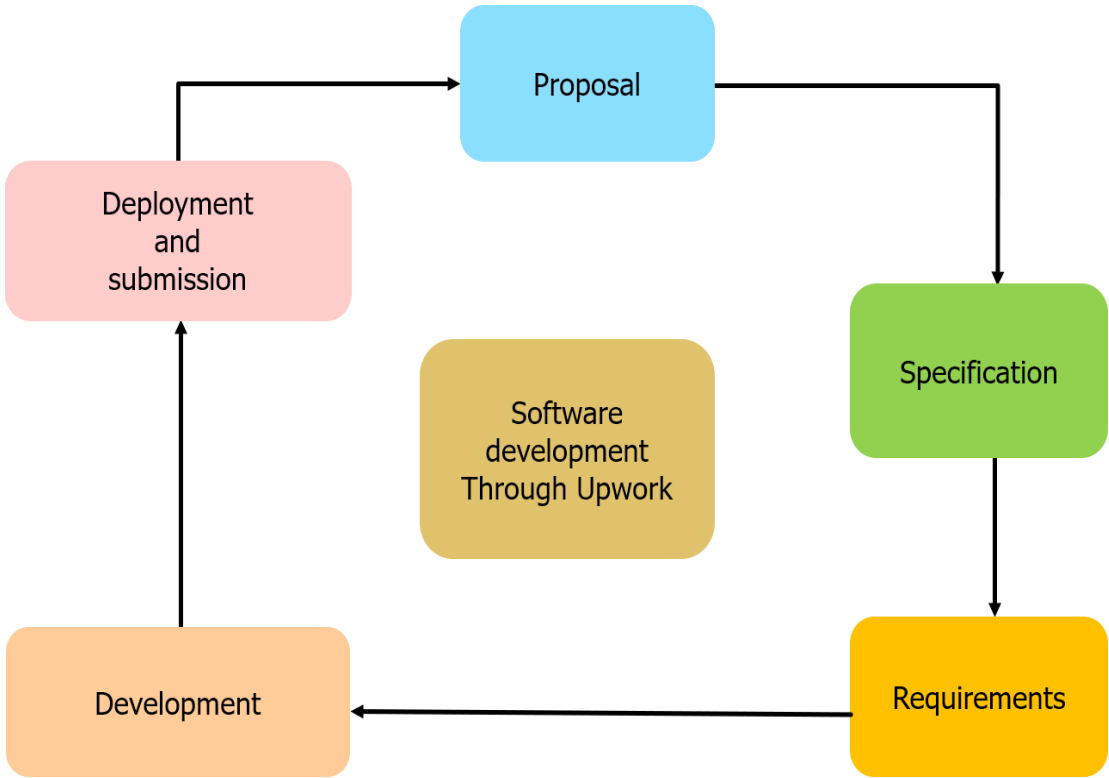 Proposal
Deployment
and
submission
Specification
Software
development
Through Upwork
Requirements
Development